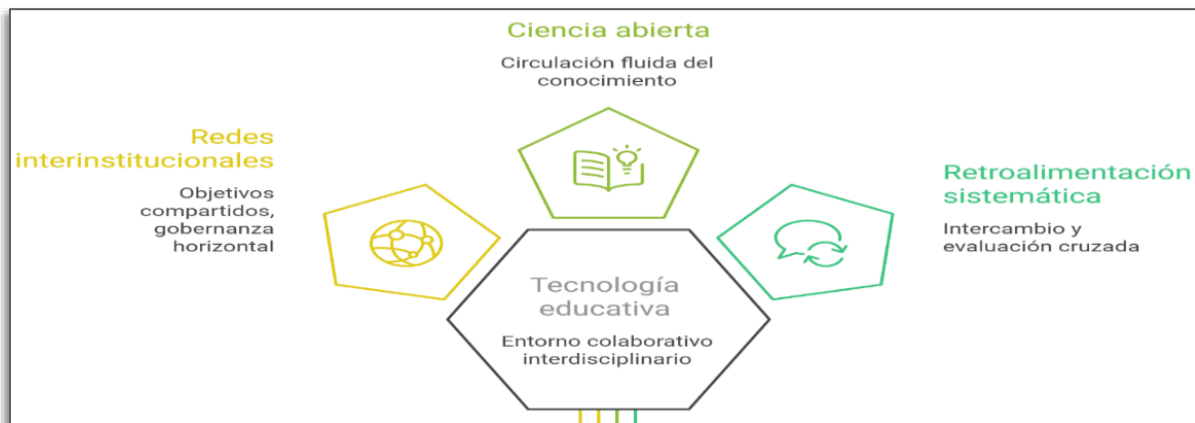 Ciencia abierta
Circulación fluida del
conocimiento
Redes
interinstitucionales
Objetivos
compartidos,
gobernanza
horizontal
Retroalimentación
sistemática
Intercambio y
evaluación cruzada
Tecnología
educativa
Entorno colaborativo
interdisciplinario